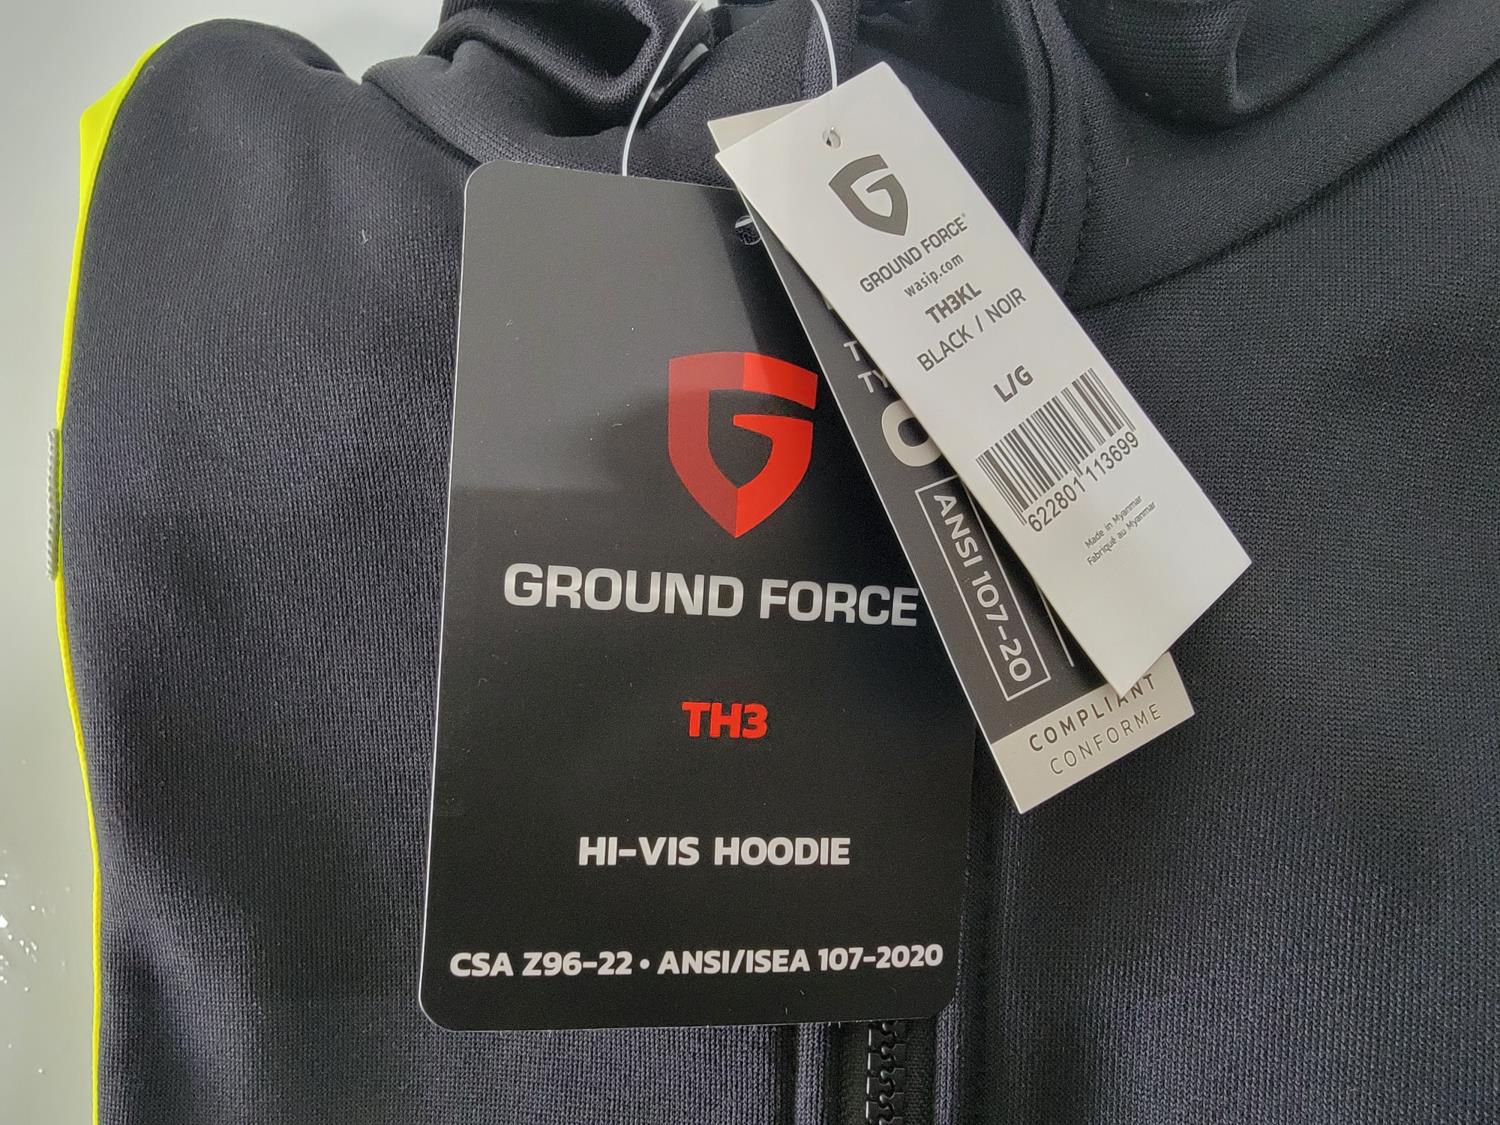 GROUND FORCE
TH3
HI-VIS HOODIE
CSA Z96-22 • ANSI/ISEA 107-2020
GROUND FORCE®
wasip.com
TH3KL
BLACK / NOIR
L/G
622801 113699
Made in Myanmar
Fabriqué au Myanmar
ANSI 107-20
COMPLIANT
CONFORME